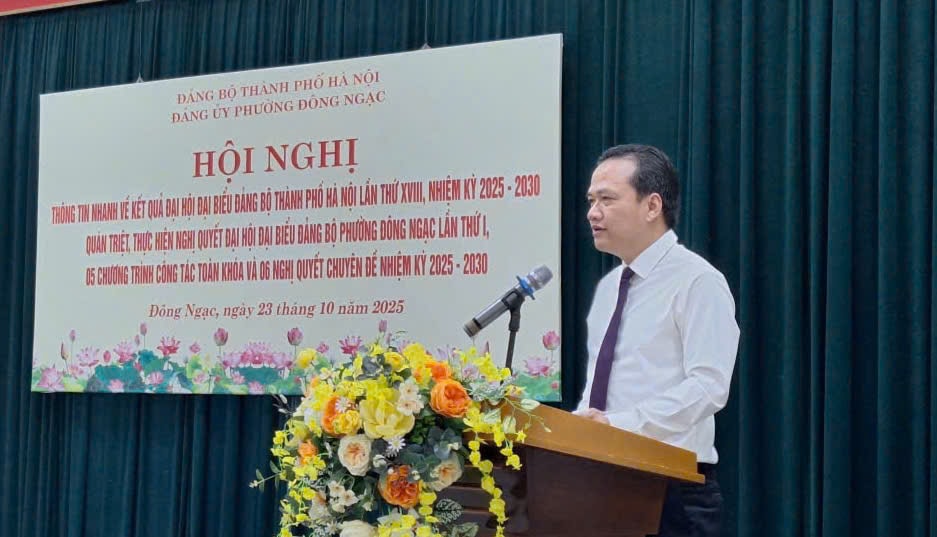 ĐẢNG BỘ THÀNH PHỐ HÀ NỘI
ĐẢNG ỦY PHƯỜNG ĐÔNG NGẠC
HỘI NGHỊ
THÔNG TIN NHANH VỀ KẾT QUẢ ĐẠI HỘI ĐẠI BIỂU ĐẢNG BỘ THÀNH PHỐ HÀ NỘI LẦN THỨ XVIII, NHIỆM KỲ 2025 - 2030
QUÁN TRIỆT, THỰC HIỆN NGHỊ QUYẾT ĐẠI HỘI ĐẠI BIỂU ĐẢNG BỘ PHƯỜNG ĐÔNG NGẠC LẦN THỨ I,
05 CHƯƠNG TRÌNH CÔNG TÁC TOÀN KHÓA VÀ 06 NGHỊ QUYẾT CHUYÊN ĐỀ NHIỆM KỲ 2025 - 2030
Đông Ngạc, ngày 23 tháng 10 năm 2025